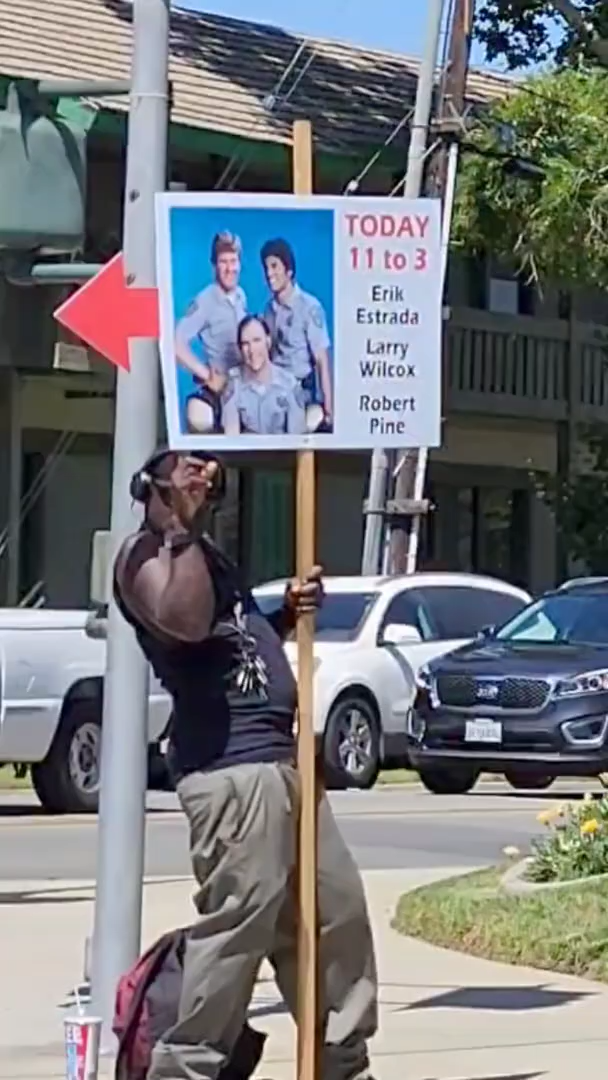 TODAY
11 to 3
Erik
Estrada
Larry
Wilcox
Robert
Pine